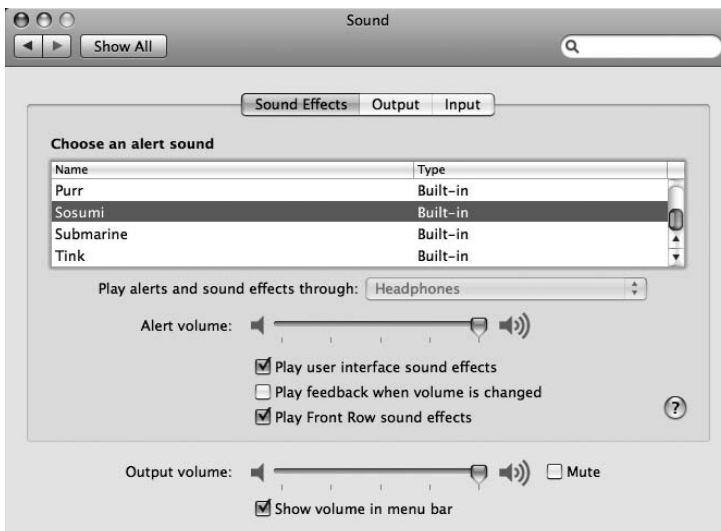 Sound
Show All
Sound Effects Output Input
Choose an alert sound
Name Type
Purr Built-in
Sosumi Built-in
Submarine Built-in
Tink Built-in
Play alerts and sound effects through: Headphones
Alert volume:
Play user interface sound effects
Play feedback when volume is changed
Play Front Row sound effects
?
Output volume: Mute
Show volume in menu bar